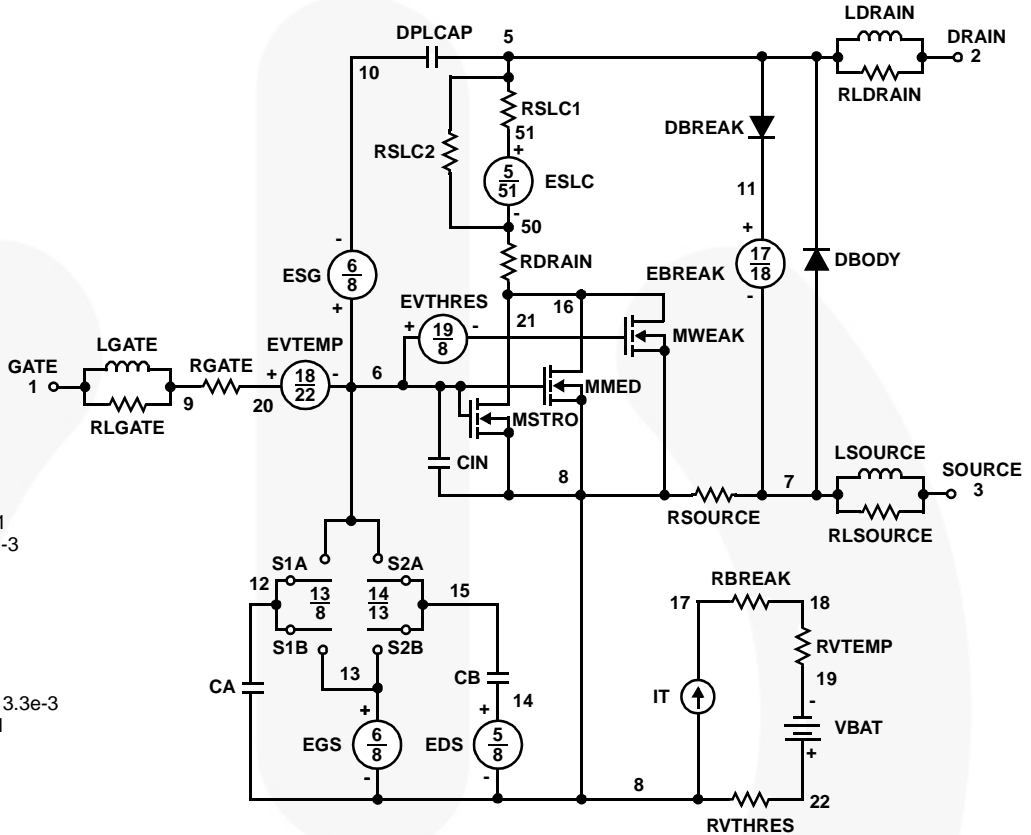 LDRAIN
DPLCAP 5 DRAIN
10 2
RLDRAIN
RSLC1
51
DBREAK
RSLC2
+
5
51
ESLC
11
-
50
-
+
17
18
6
8
ESG
RDRAIN
EBREAK
DBODY
+
EVTHRES
16
-
+
19
8
-
21
MWEAK
LGATE
EVTEMP
GATE
1
RGATE
+
18
22
-
6
MMED
9
20
RLGATE
MSTRO
LSOURCE
CIN
8
7
SOURCE
3
RSOURCE
RLSOURCE
-3
S1A
S2A
12
13
8
14
13
15
RBREAK
17
18
S1B
S2B
RVTEMP
13
CB
19
CA
14
IT
-
3.3e-3
+
+
VBAT
EGS
6
8
EDS
5
8
+
-
-
8
22
RVTHRES